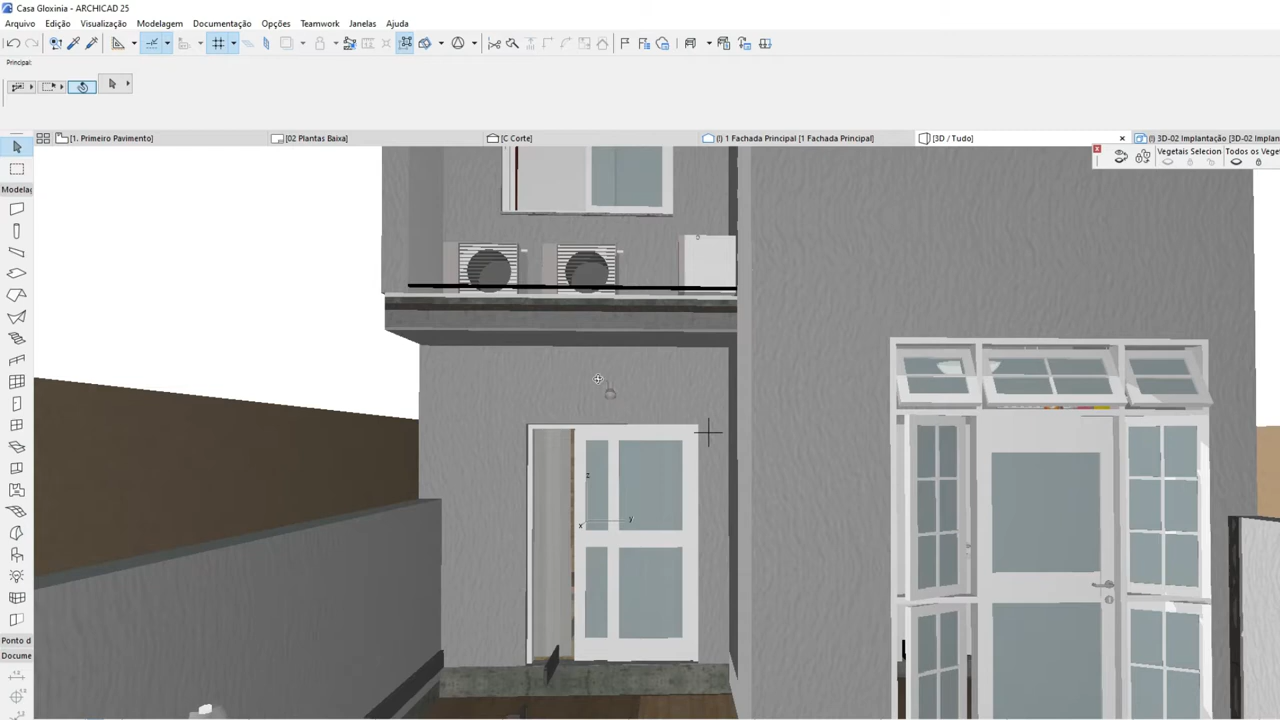 Casa Gloxinia - ARCHICAD 25
Arquivo Edição Visualização Modelagem Documentação Opções Teamwork Janelas Ajuda
Principal:
[1. Primeiro Pavimento] [02 Plantas Baixa] [C Corte] (!) 1 Fachada Principal [1 Fachada Principal] [3D / Tudo] (!) 3D-02 Implantação [3D-02 Implan
Vegetais Selecion Todos os Veget
Modelag
z
x y
Ponto d
Docume